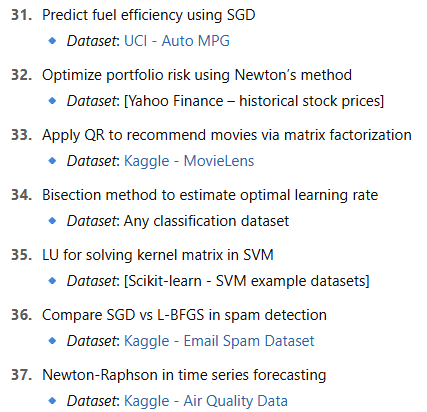 31. Predict fuel efficiency using SGD
◆ Dataset: UCI - Auto MPG
32. Optimize portfolio risk using Newton’s method
◆ Dataset: [Yahoo Finance – historical stock prices]
33. Apply QR to recommend movies via matrix factorization
◆ Dataset: Kaggle - MovieLens
34. Bisection method to estimate optimal learning rate
◆ Dataset: Any classification dataset
35. LU for solving kernel matrix in SVM
◆ Dataset: [Scikit-learn - SVM example datasets]
36. Compare SGD vs L-BFGS in spam detection
◆ Dataset: Kaggle - Email Spam Dataset
37. Newton-Raphson in time series forecasting
◆ Dataset: Kaggle - Air Quality Data